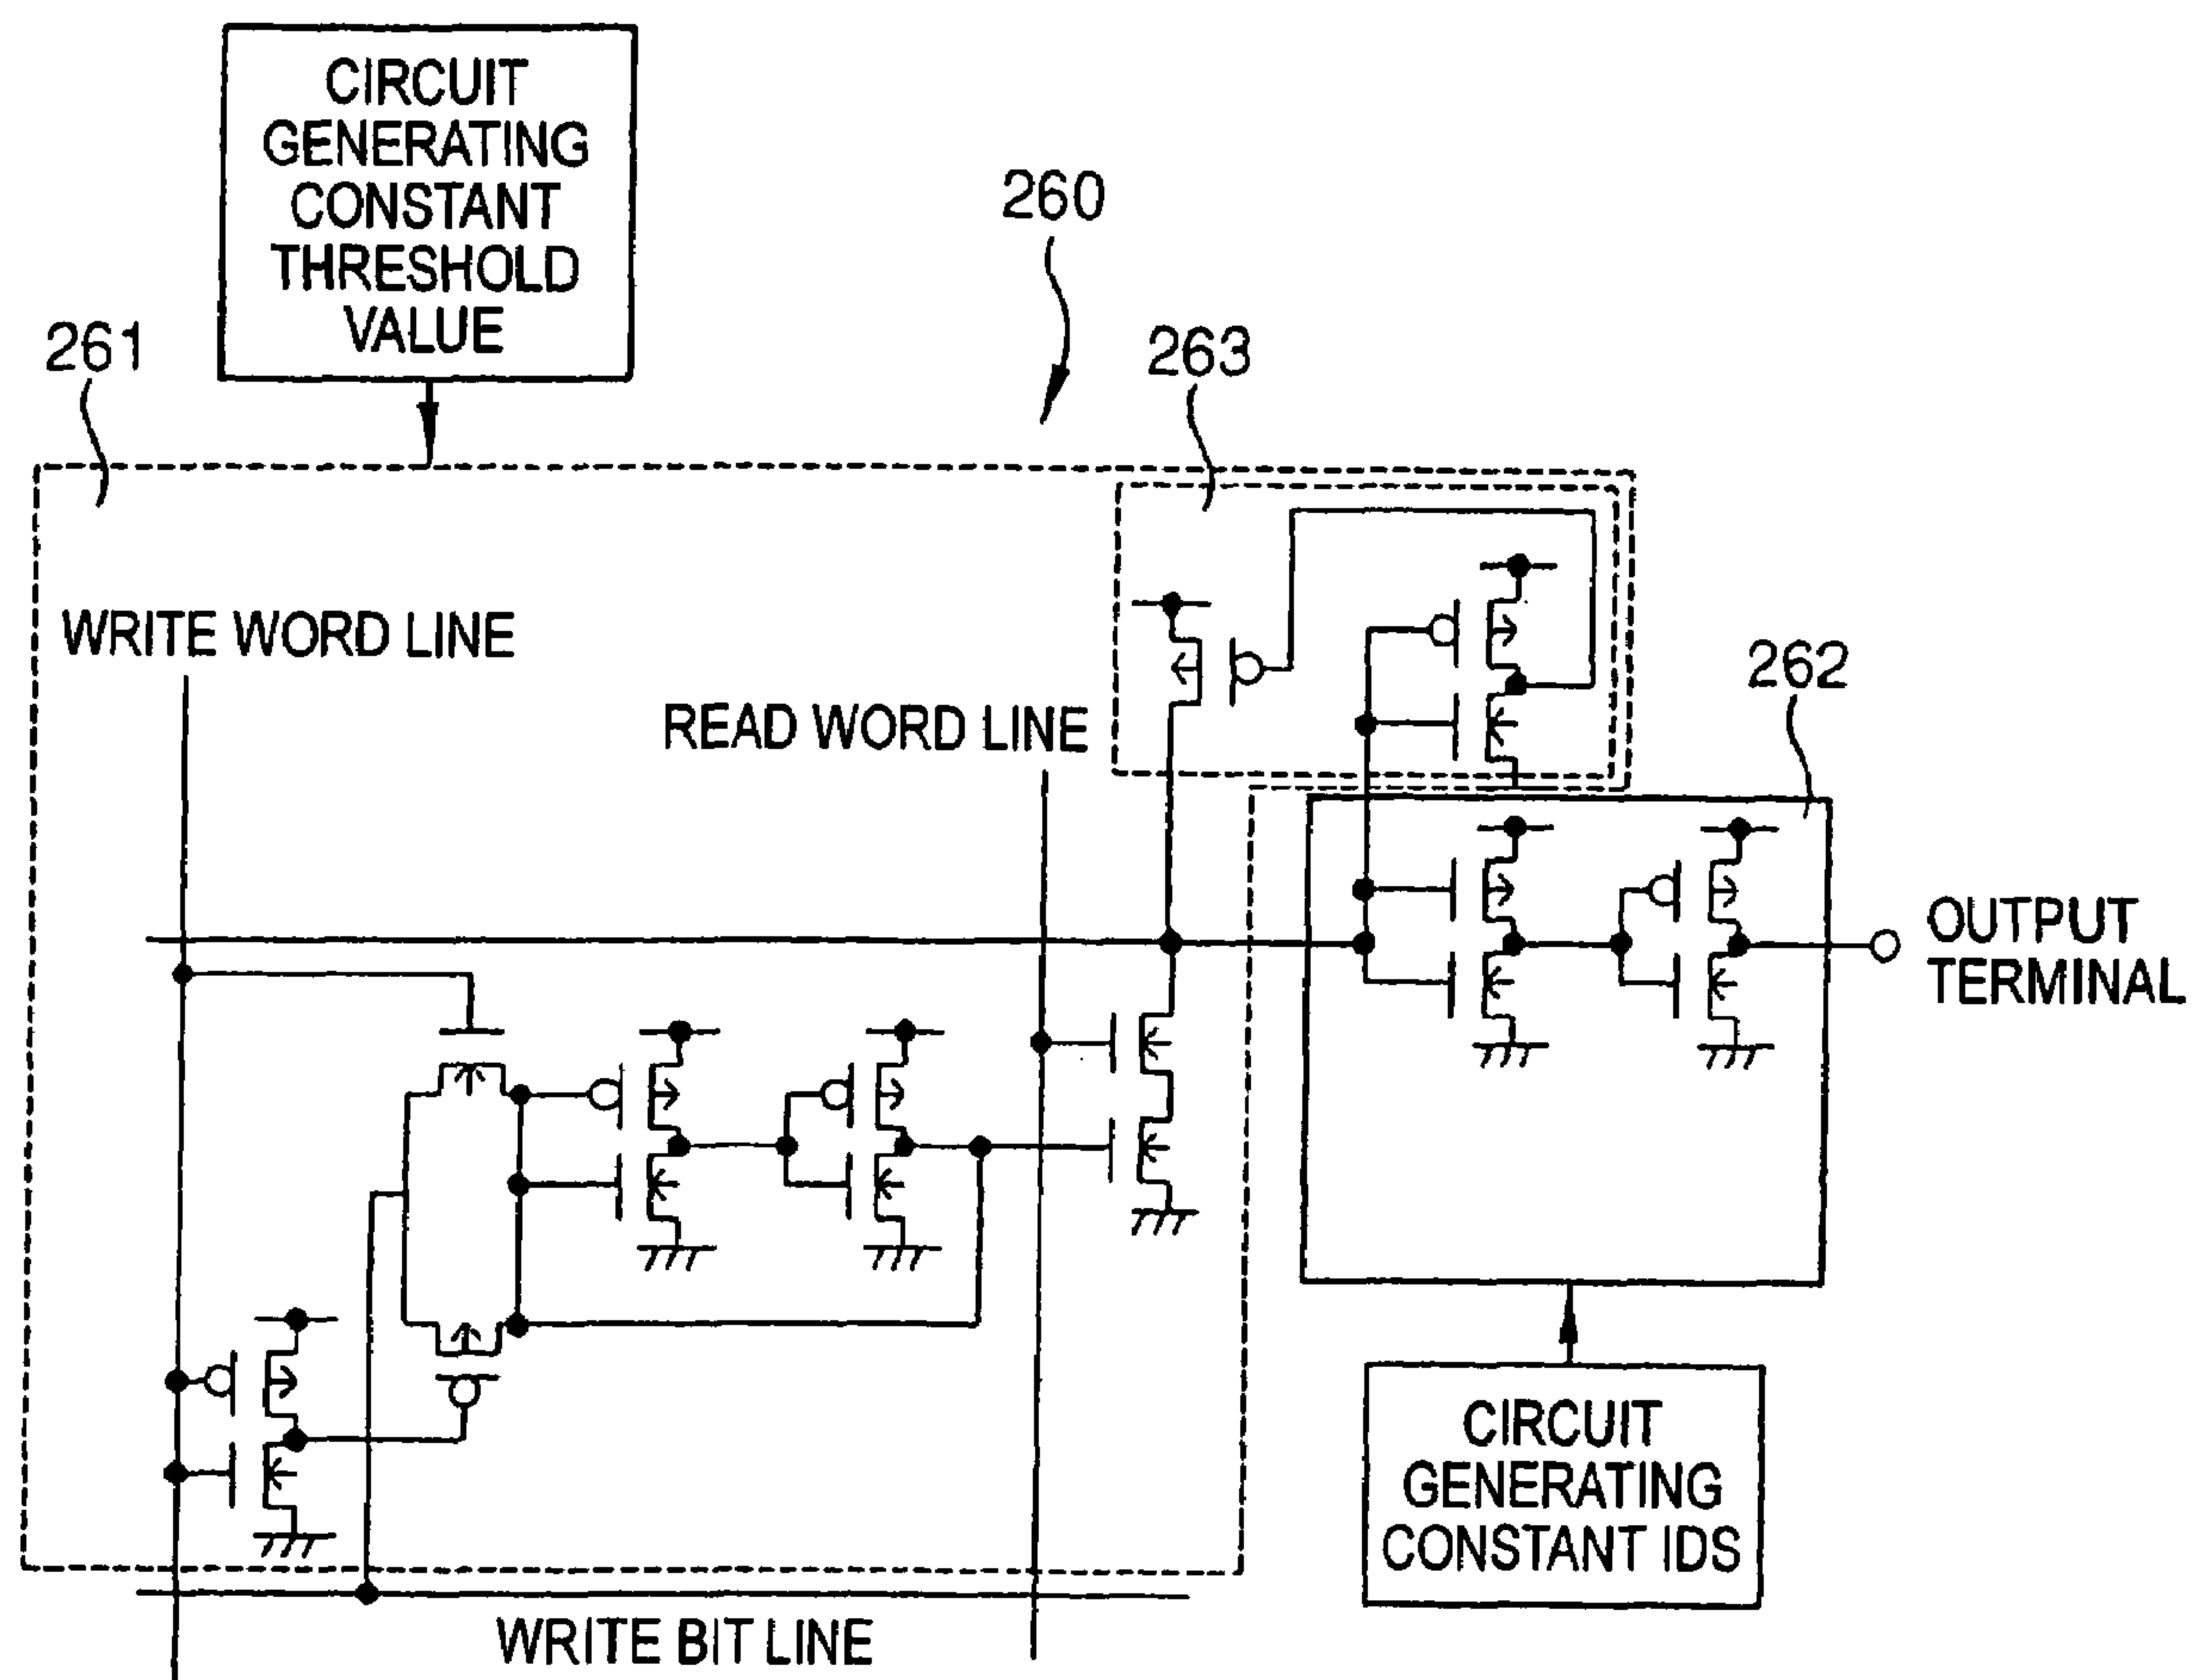 CIRCUIT
GENERATING
CONSTANT
THRESHOLD
VALUE
260
261
263
WRITE WORD LINE
262
READ WORD LINE
OUTPUT
TERMINAL
CIRCUIT
GENERATING
CONSTANT IDS
WRITE BIT LINE